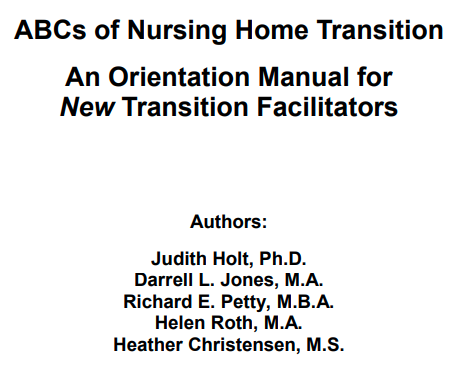 ABCs of Nursing Home Transition
An Orientation Manual for
New Transition Facilitators
Authors:
Judith Holt, Ph.D.
Darrell L. Jones, M.A.
Richard E. Petty, M.B.A.
Helen Roth, M.A.
Heather Christensen, M.S.